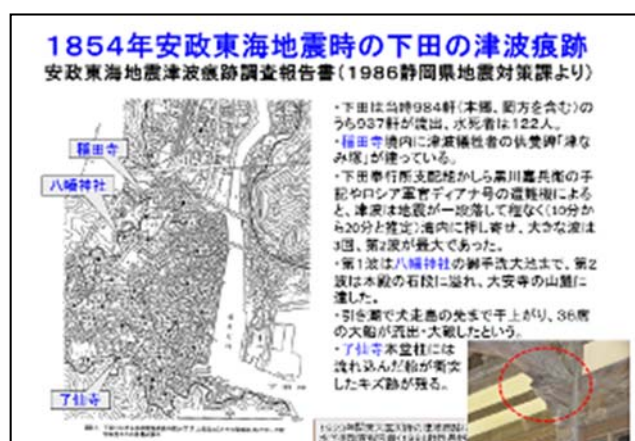 1854年安政東海地震時の下田の津波痕跡
安政東海地震津波痕跡調査報告書(1986静岡県地震対策課より)
稲田寺
八幡神社
了仙寺
・下田は当時984軒(本郷、岡方を含む)の
うち937軒が流出、水死者は122人。
・稲田寺境内に津波犠牲者の供養碑「津な
み塚」が建っている。
・下田奉行所支配組かしら黒川嘉兵衛の手
記やロシア軍官ディアナ号の遭難機によ
ると、津波は地震が一段落して程なく(10分から
20分と推定)湾内に押し寄せ、大きな波は
3回、第2波が最大であった。
・第1波は八幡神社の御手洗大池まで、第2
波は本殿の石段に溢れ、大安寺の山麓に
達した。
・引き潮で犬走島の先まで干上がり、36席
の大船が流出・大破したという。
・了仙寺本堂柱には
流れ込んだ船が衝突
したキズ跡が残る。